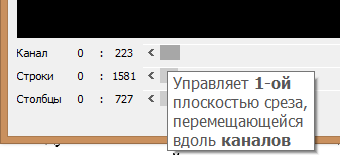 Канал 0 : 223 <
Строки 0 : 1581 <
Столбцы 0 : 727 <
Управляет 1-ой
плоскостью среза,
перемещающейся
вдоль каналов